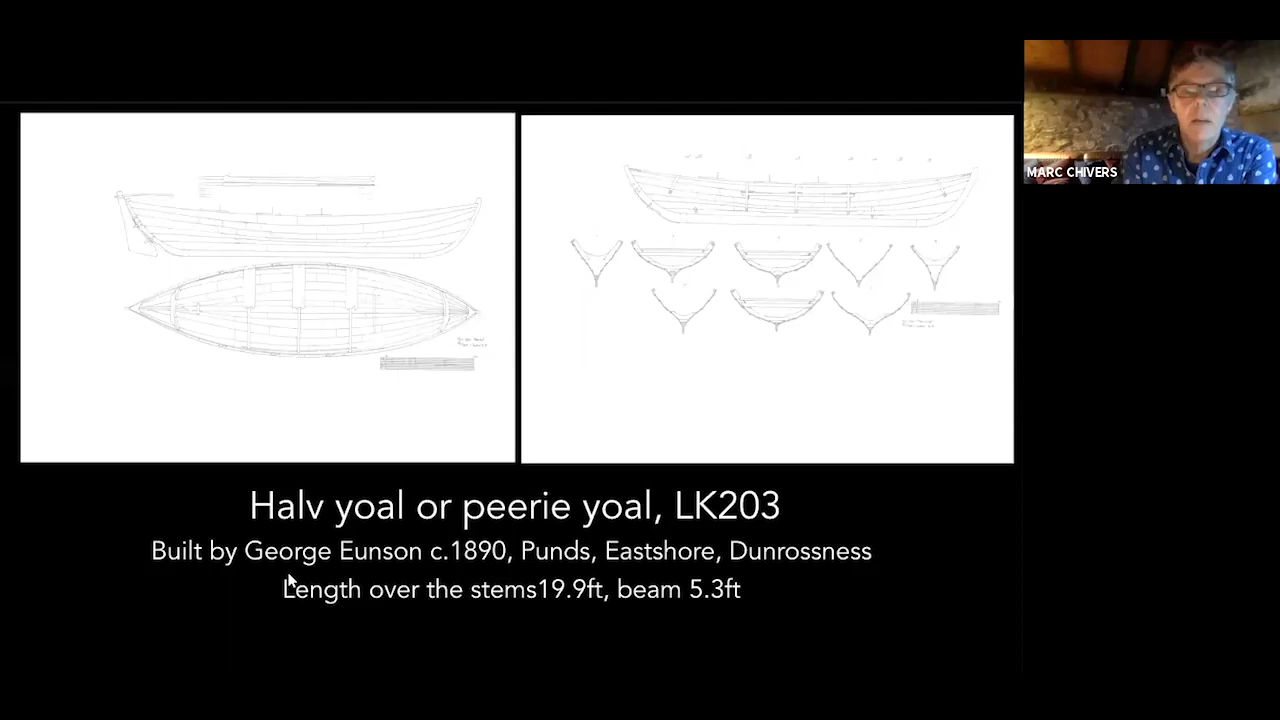 MARC CHIVERS
Halv yoal or peerie yoal, LK203
Built by George Eunson c.1890, Punds, Eastshore, Dunrossness
Length over the stems19.9ft, beam 5.3ft